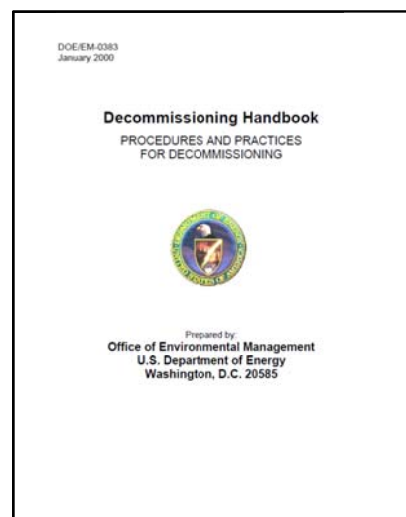 DOE/EM-0383
January 2000
Decommissioning Handbook
PROCEDURES AND PRACTICES
FOR DECOMMISSIONING
Prepared by:
Office of Environmental Management
U.S. Department of Energy
Washington, D.C. 20585